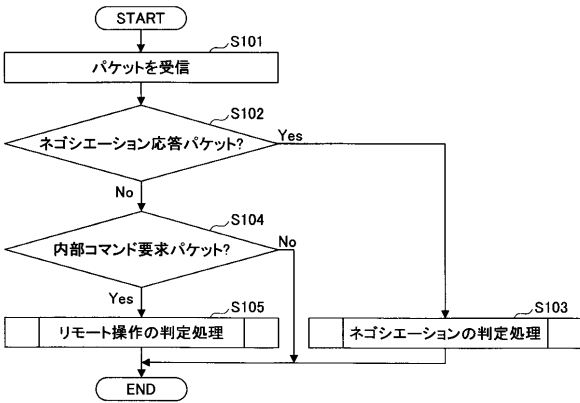 START
S101
パケットを受信
S102
ネゴシエーション応答パケット?
Yes
No
S104
内部コマンド要求パケット?
No
Yes
S105
リモート操作の判定処理
S103
ネゴシエーションの判定処理
END